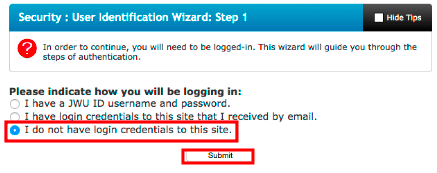 Security : User Identification Wizard: Step 1
Hide Tips
In order to continue, you will need to be logged-in. This wizard will guide you through the
steps of authentication.
Please indicate how you will be logging in:
I have a JWU ID username and password.
I have login credentials to this site that I received by email.
I do not have login credentials to this site.
Submit